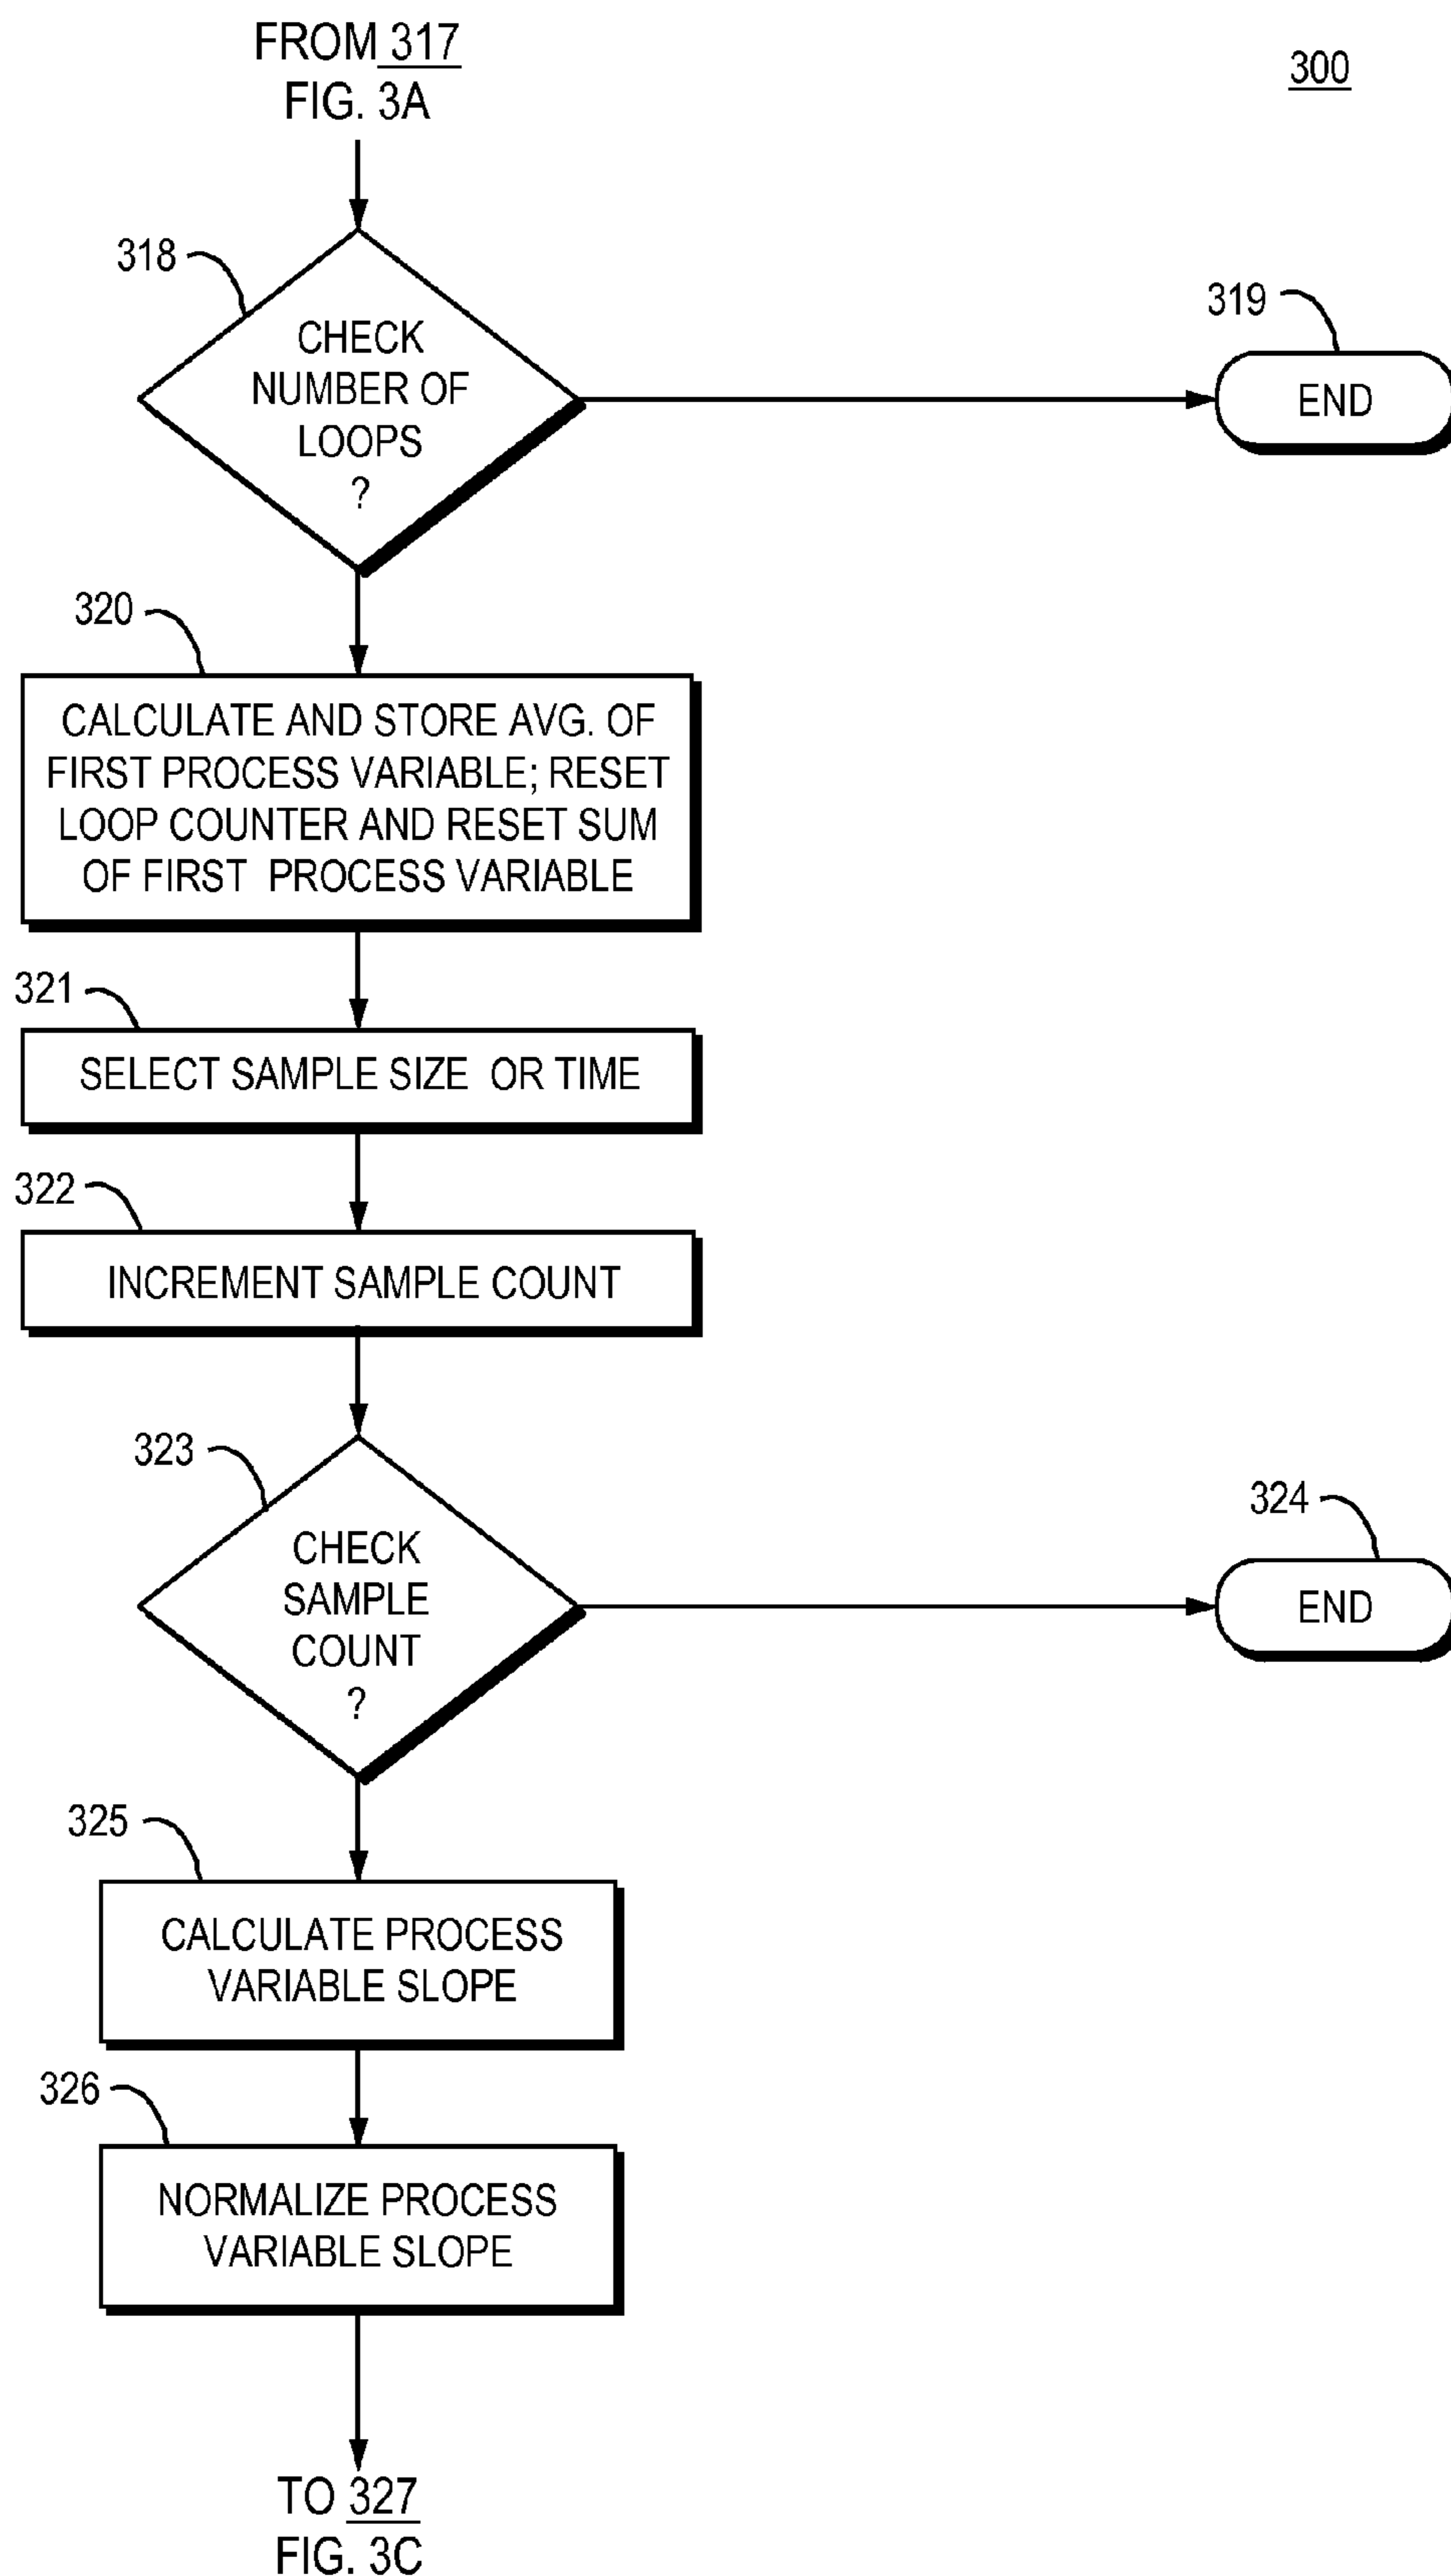 FROM 317
FIG. 3A
300
318
CHECK
NUMBER OF
LOOPS
?
319
END
320
CALCULATE AND STORE AVG. OF
FIRST PROCESS VARIABLE; RESET
LOOP COUNTER AND RESET SUM
OF FIRST PROCESS VARIABLE
321
SELECT SAMPLE SIZE OR TIME
322
INCREMENT SAMPLE COUNT
323
CHECK
SAMPLE
COUNT
?
324
END
325
CALCULATE PROCESS
VARIABLE SLOPE
326
NORMALIZE PROCESS
VARIABLE SLOPE
TO 327
FIG. 3C